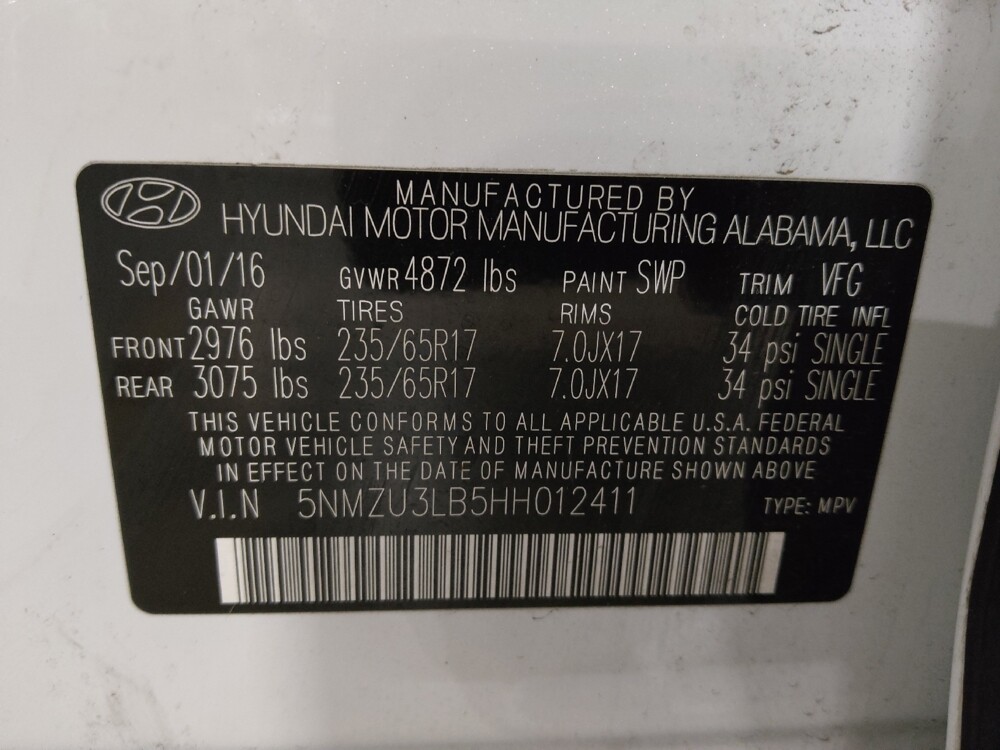 MANUFACTURED BY
HYUNDAI MOTOR MANUFACTURING ALABAMA, LLC
Sep/01/16 GVWR 4872 lbs PAINT SWP TRIM VFG
GAWR TIRES RIMS COLD TIRE INFL
FRONT 2976 lbs 235/65R17 7.0JX17 34 psi SINGLE
REAR 3075 lbs 235/65R17 7.0JX17 34 psi SINGLE
THIS VEHICLE CONFORMS TO ALL APPLICABLE U.S.A. FEDERAL
MOTOR VEHICLE SAFETY AND THEFT PREVENTION STANDARDS
IN EFFECT ON THE DATE OF MANUFACTURE SHOWN ABOVE
V.I.N 5NMZU3LB5HH012411 TYPE: MPV